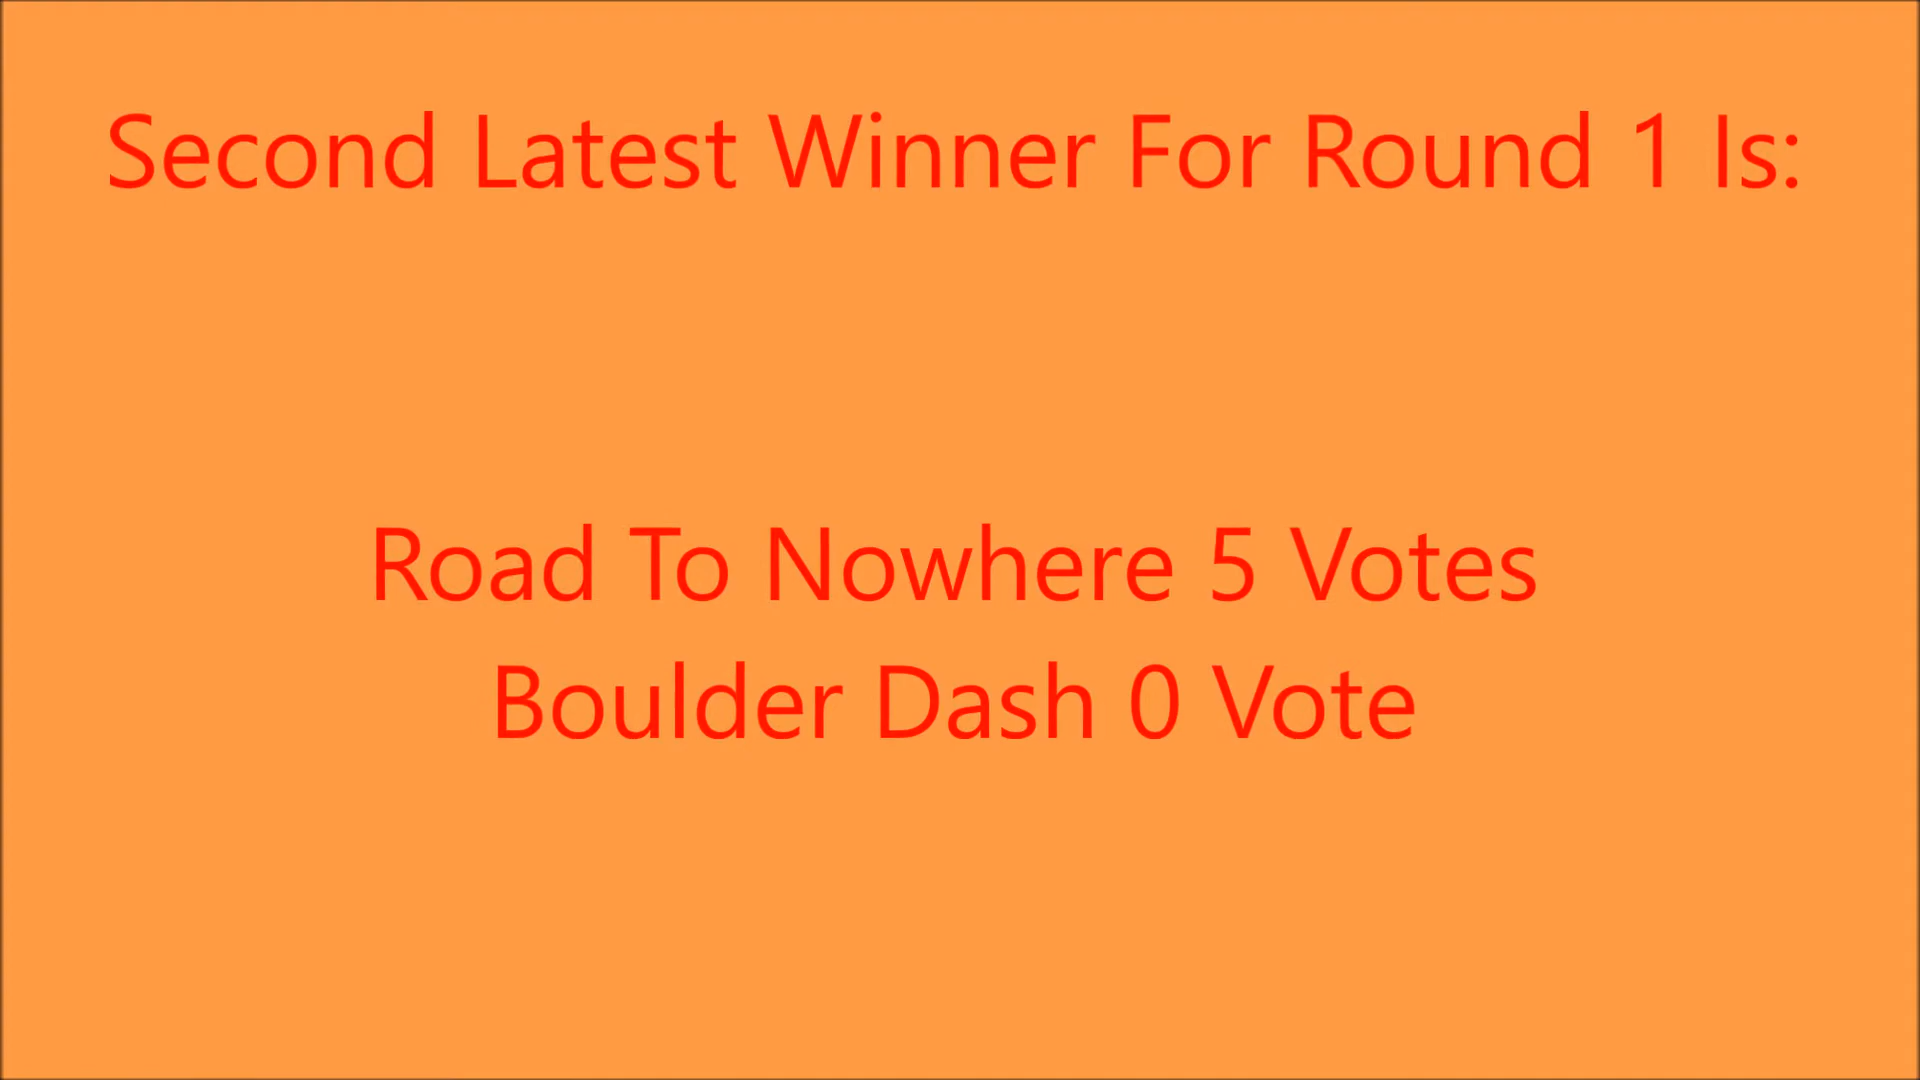 Second Latest Winner For Round 1 Is:
Road To Nowhere 5 Votes
Boulder Dash 0 Vote